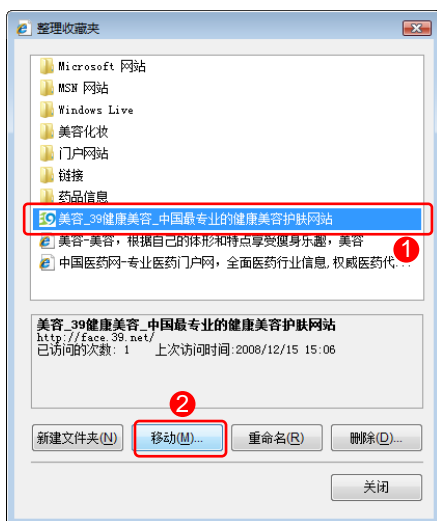 整理收藏夹
Microsoft 网站
MSN 网站
Windows Live
美容化妆
门户网站
链接
药品信息
美容_39健康美容_中国最专业的健康美容护肤网站
美容-美容，根据自己的体形和特点享受瘦身乐趣，美容
1
中国医药网-专业医药门户网，全面医药行业信息,权威医药代...
美容_39健康美容_中国最专业的健康美容护肤网站
http://face.39.net/
已访问的次数: 1 上次访问时间:2008/12/15 15:06
2
新建文件夹(N) 移动(M)... 重命名(R) 删除(D)...
关闭